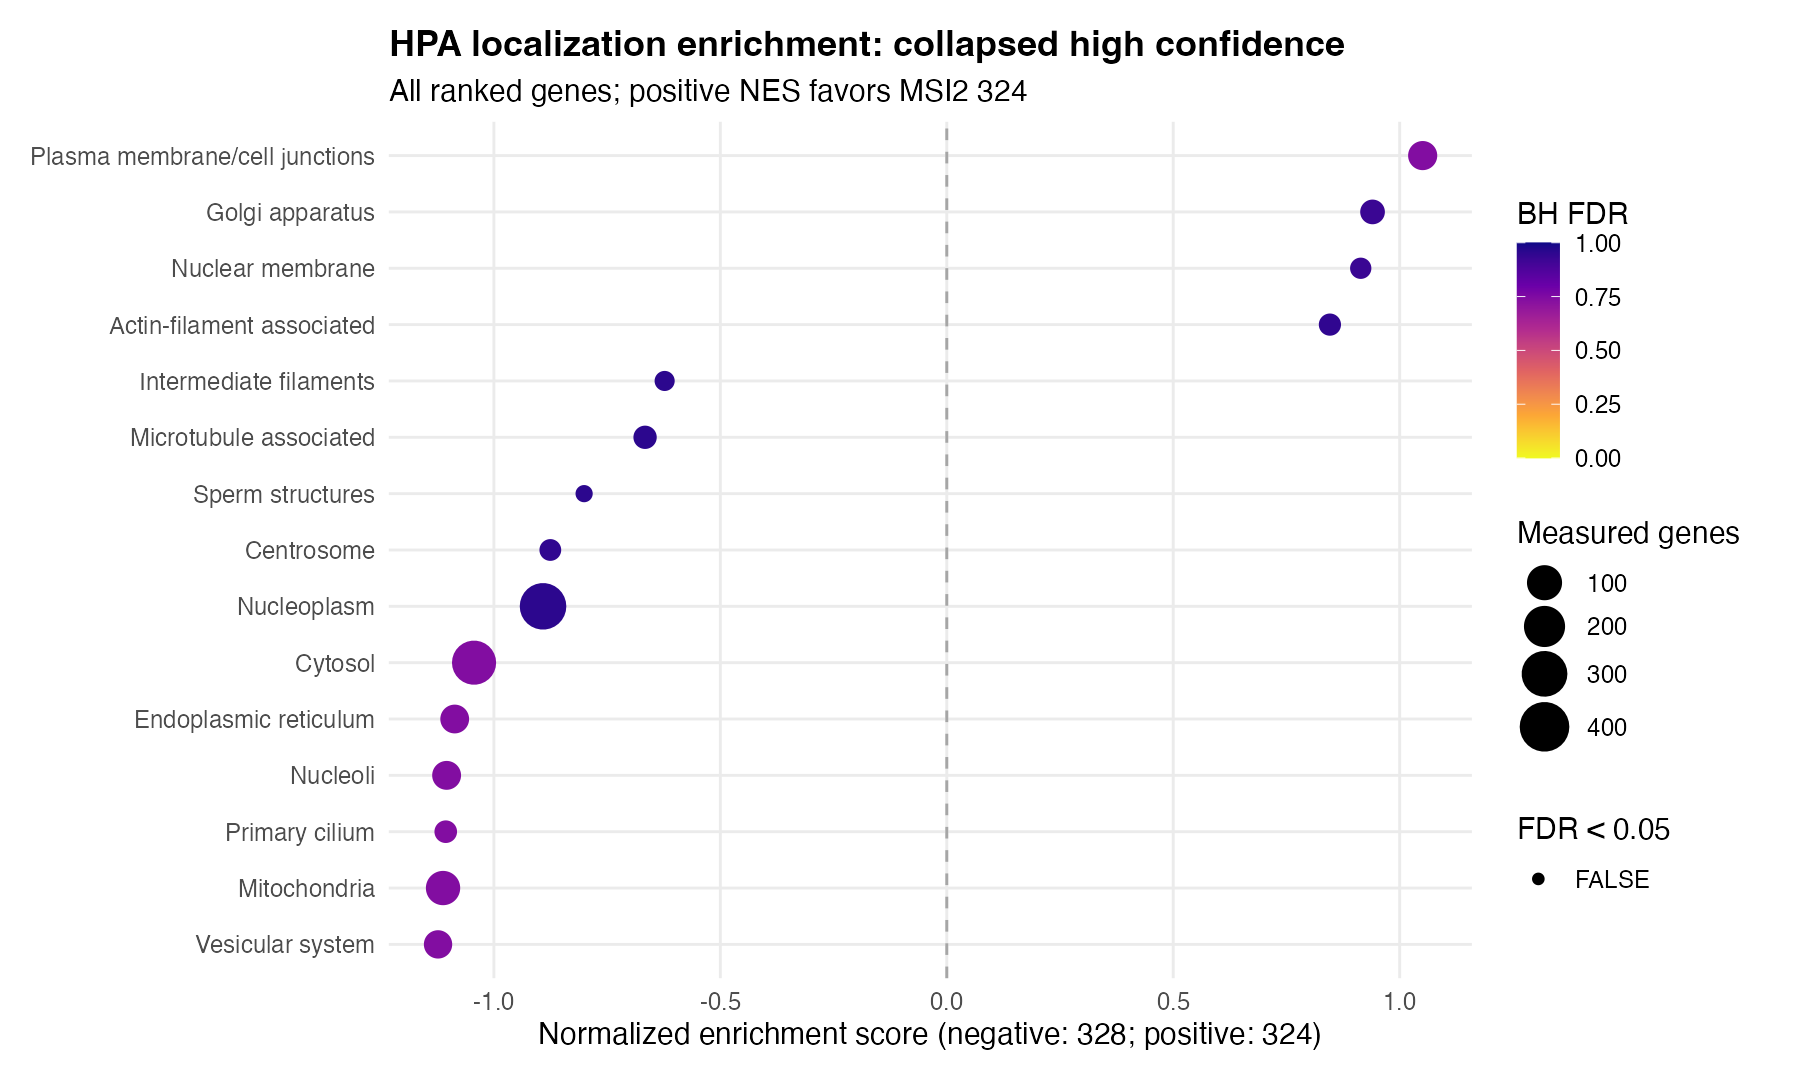 HPA localization enrichment: collapsed high confidence
All ranked genes; positive NES favors MSI2 324
Plasma membrane/cell junctions
Golgi apparatus
Nuclear membrane
Actin-filament associated
Intermediate filaments
Microtubule associated
Sperm structures
Centrosome
Nucleoplasm
Cytosol
Endoplasmic reticulum
Nucleoli
Primary cilium
Mitochondria
Vesicular system
-1.0
-0.5
0.0
0.5
1.0
Normalized enrichment score (negative: 328; positive: 324)
BH FDR
1.00
0.75
0.50
0.25
0.00
Measured genes
100
200
300
400
FDR < 0.05
FALSE